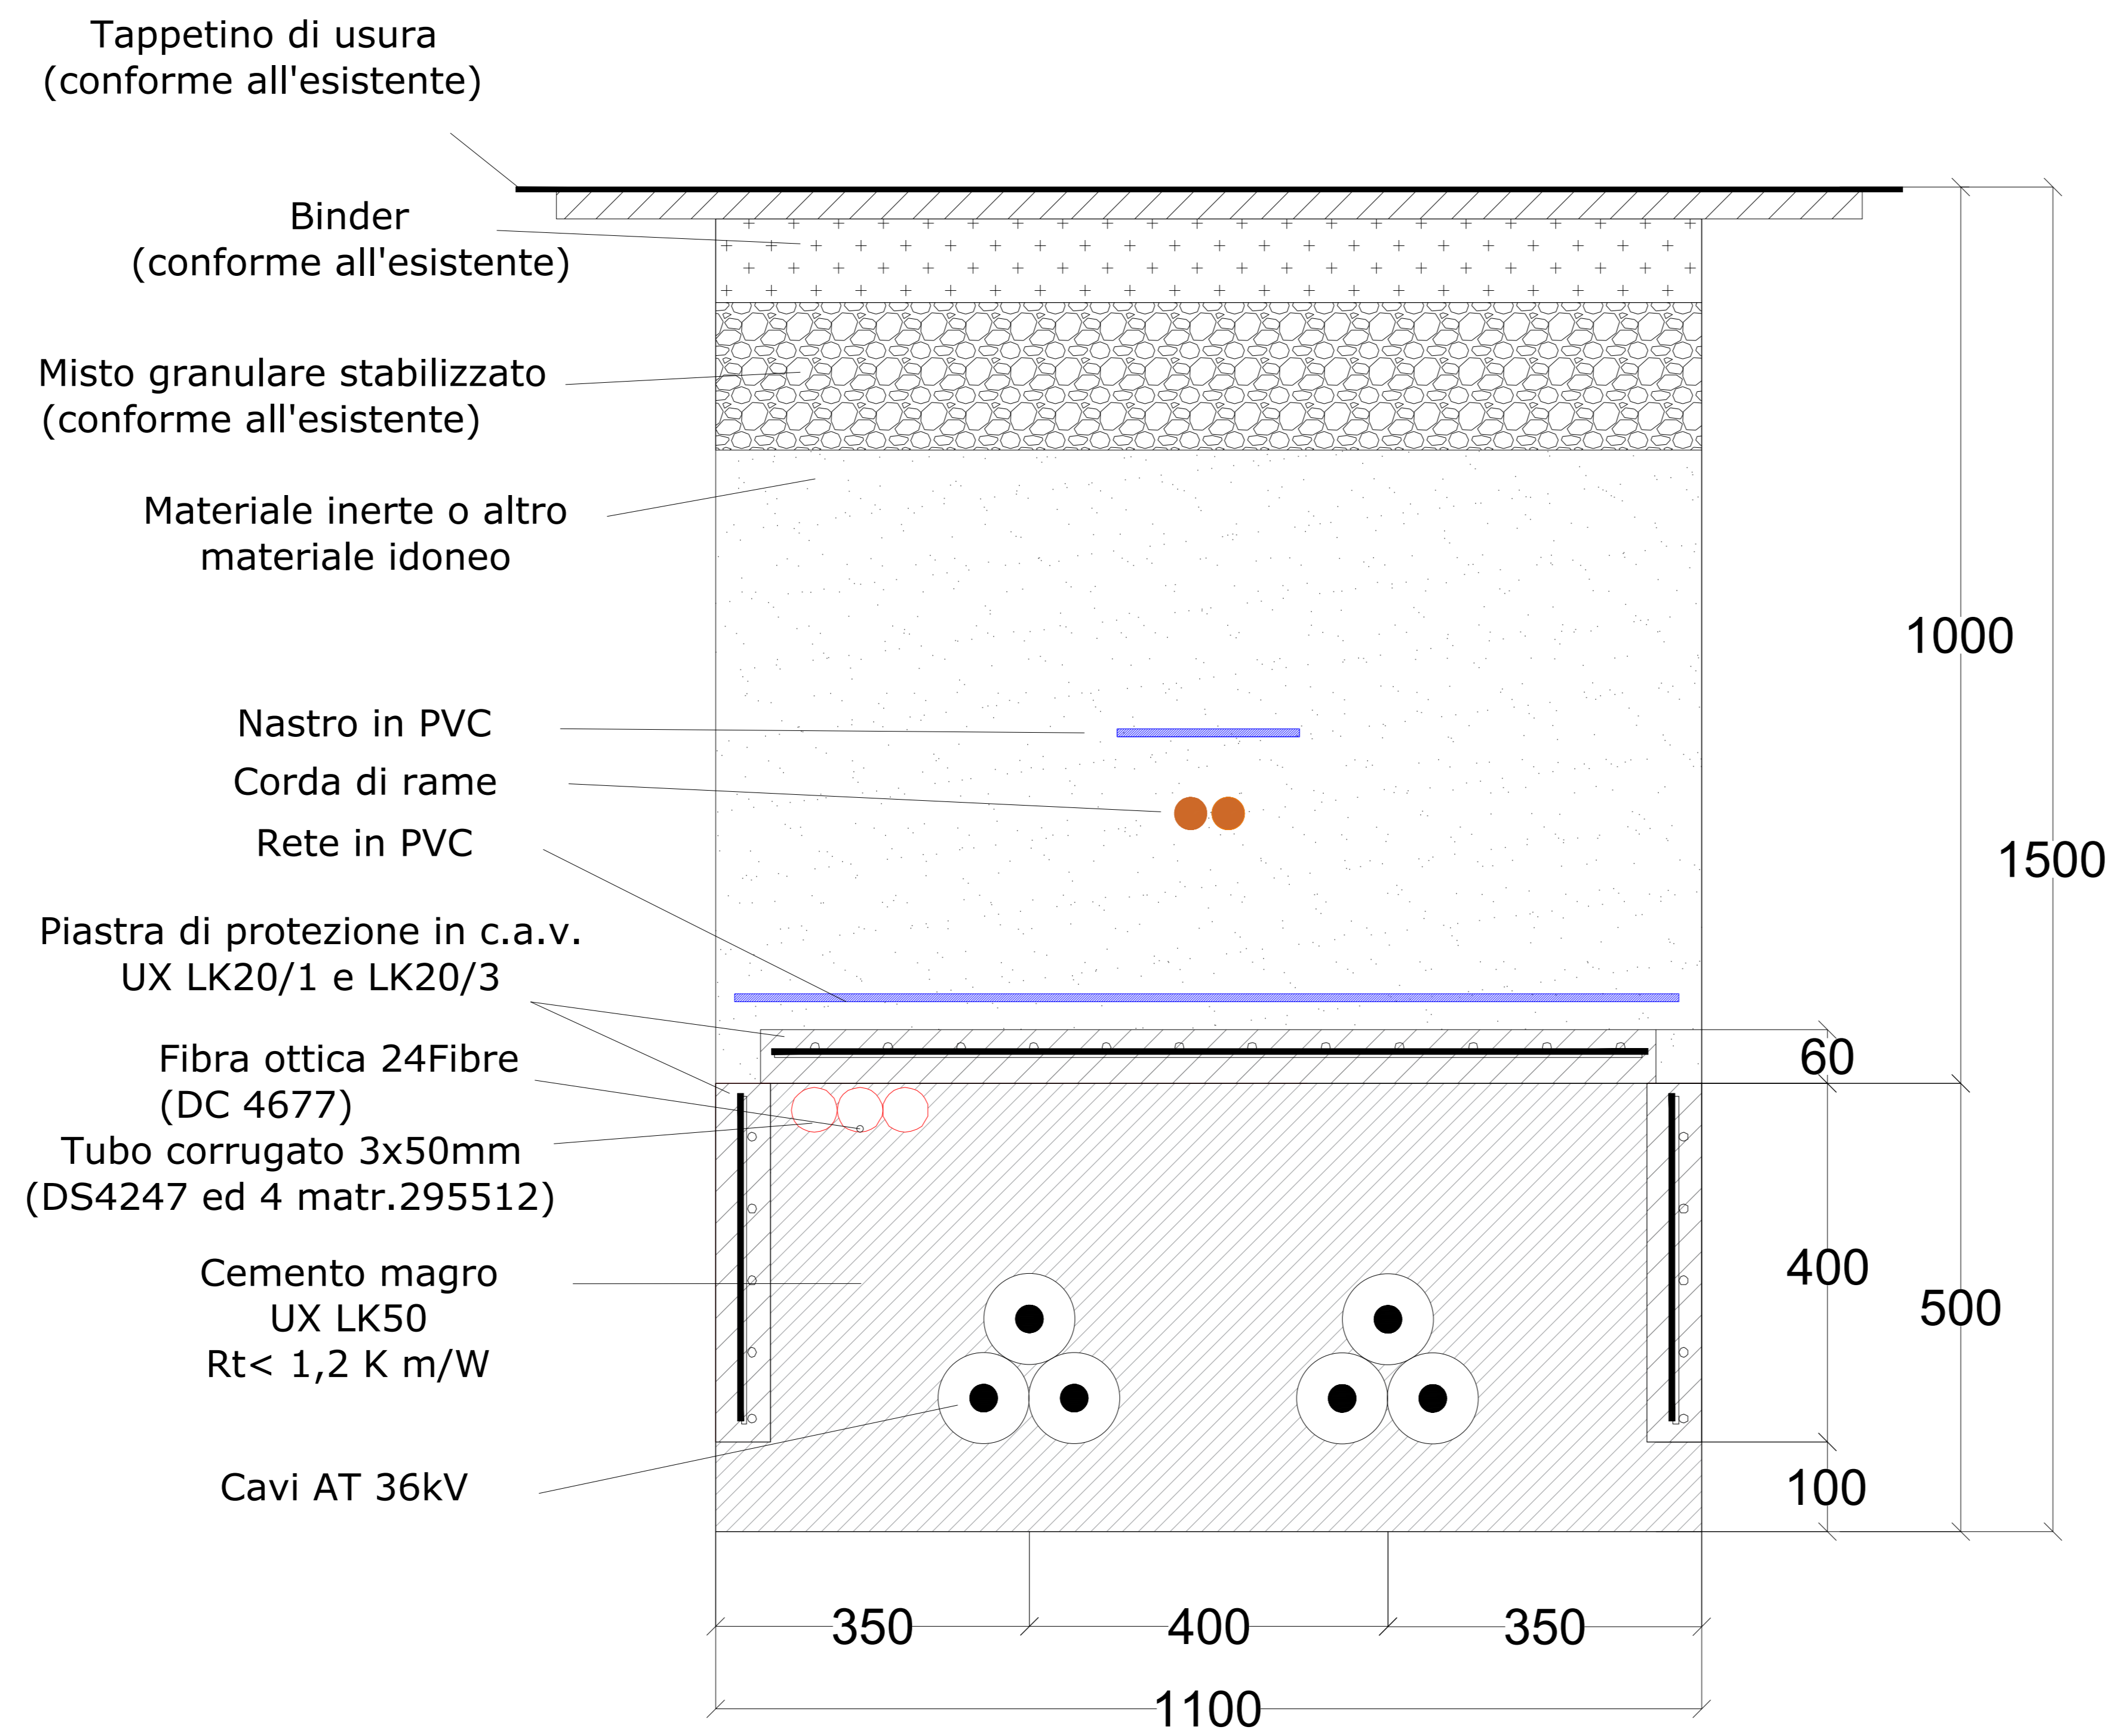 Tappetino di usura
(conforme all'esistente)
Binder
(conforme all'esistente)
Misto granulare stabilizzato
(conforme all'esistente)
Materiale inerte o altro
materiale idoneo
Nastro in PVC
Corda di rame
Rete in PVC
Piastra di protezione in c.a.v.
UX LK20/1 e LK20/3
Fibra ottica 24Fibre
(DC 4677)
Tubo corrugato 3x50mm
(DS4247 ed 4 matr.295512)
Cemento magro
UX LK50
Rt< 1,2 K m/W
Cavi AT 36kV
1000
1500
60
400
500
100
350
400
350
1100